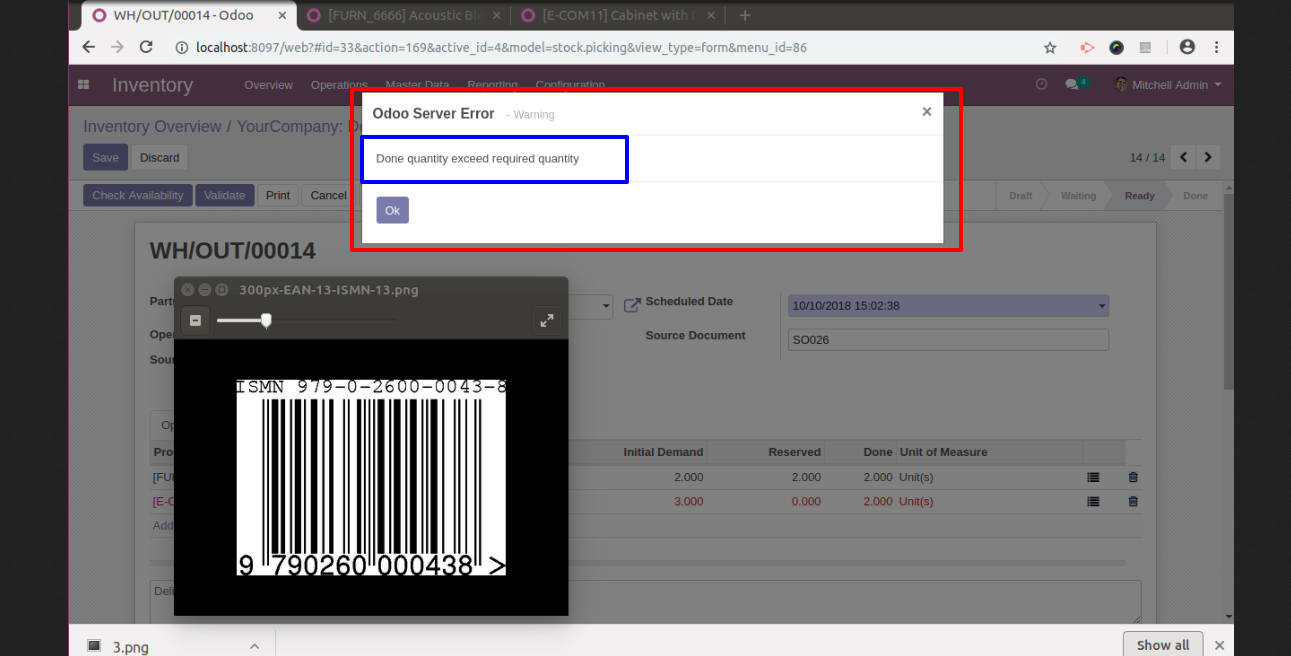 WH/OUT/00014 - Odoo
[FURN_6666] Acoustic Blo
[E-COM11] Cabinet with
localhost:8097/web?#id=33&action=169&active_id=4&model=stock.picking&view_type=form&menu_id=86
Inventory Overview Operations Master Data Reporting Configuration 4 Mitchell Admin
Odoo Server Error - Warning
Inventory Overview / YourCompany: D
Save Discard
Done quantity exceed required quantity
14 / 14
Check Availability Validate Print Cancel
Draft Waiting Ready Done
Ok
WH/OUT/00014
300px-EAN-13-ISMN-13.png
Part
Scheduled Date 10/10/2018 15:02:38
Oper
Source Document SO026
Sour
ISMN 979-0-2600-0043-8
9 790260 000438 >
Op
Pro Initial Demand Reserved Done Unit of Measure
[FUR 2.000 2.000 2.000 Unit(s)
[E-C 3.000 0.000 2.000 Unit(s)
Add
Deli
3.png
Show all